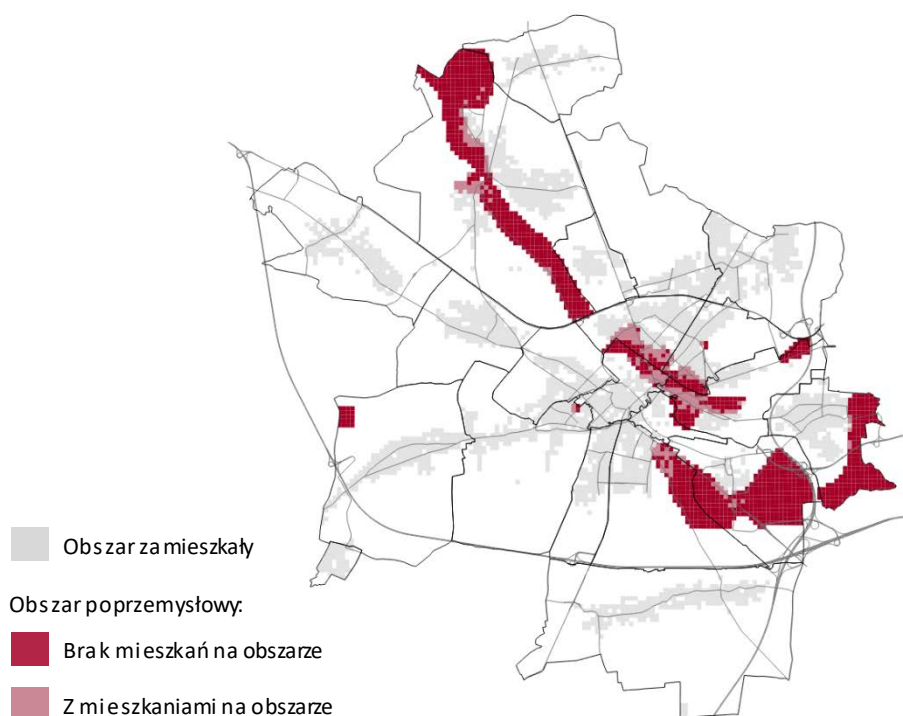 Obszar zamieszkały
Obszar poprzemysłowy:
Brak mieszkań na obszarze
Z mieszkaniami na obszarze